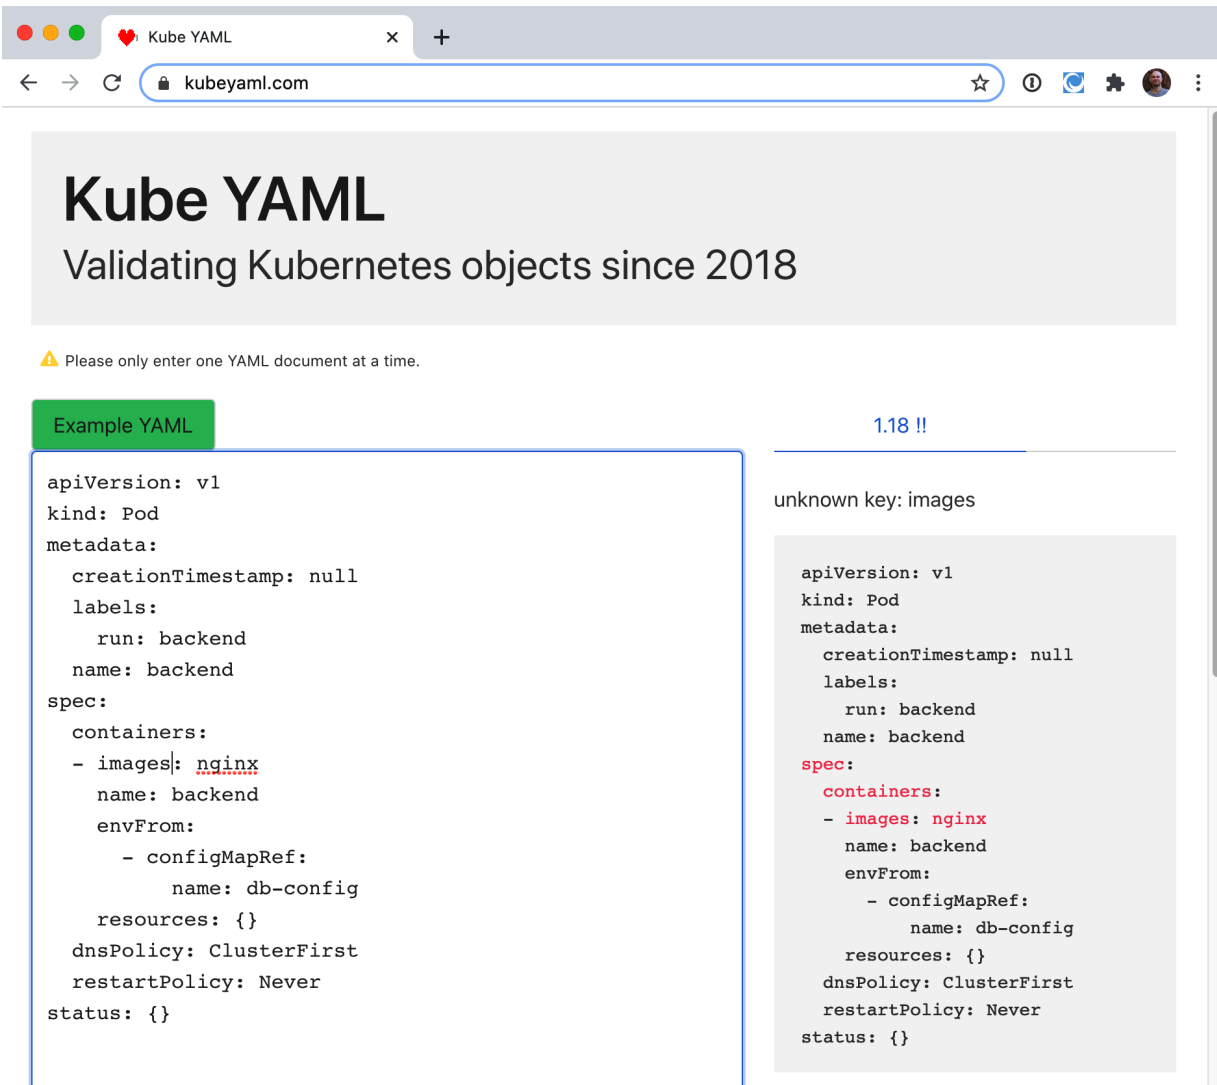 Kube YAML
kubeyaml.com
Kube YAML
Validating Kubernetes objects since 2018
Please only enter one YAML document at a time.
Example YAML
apiVersion: v1
kind: Pod
metadata:
  creationTimestamp: null
  labels:
    run: backend
  name: backend
spec:
  containers:
  - images: nginx
    name: backend
    envFrom:
      - configMapRef:
          name: db-config
    resources: {}
  dnsPolicy: ClusterFirst
  restartPolicy: Never
status: {}
1.18 !!
unknown key: images
apiVersion: v1
kind: Pod
metadata:
  creationTimestamp: null
  labels:
    run: backend
  name: backend
spec:
  containers:
  - images: nginx
    name: backend
    envFrom:
      - configMapRef:
          name: db-config
    resources: {}
  dnsPolicy: ClusterFirst
  restartPolicy: Never
status: {}